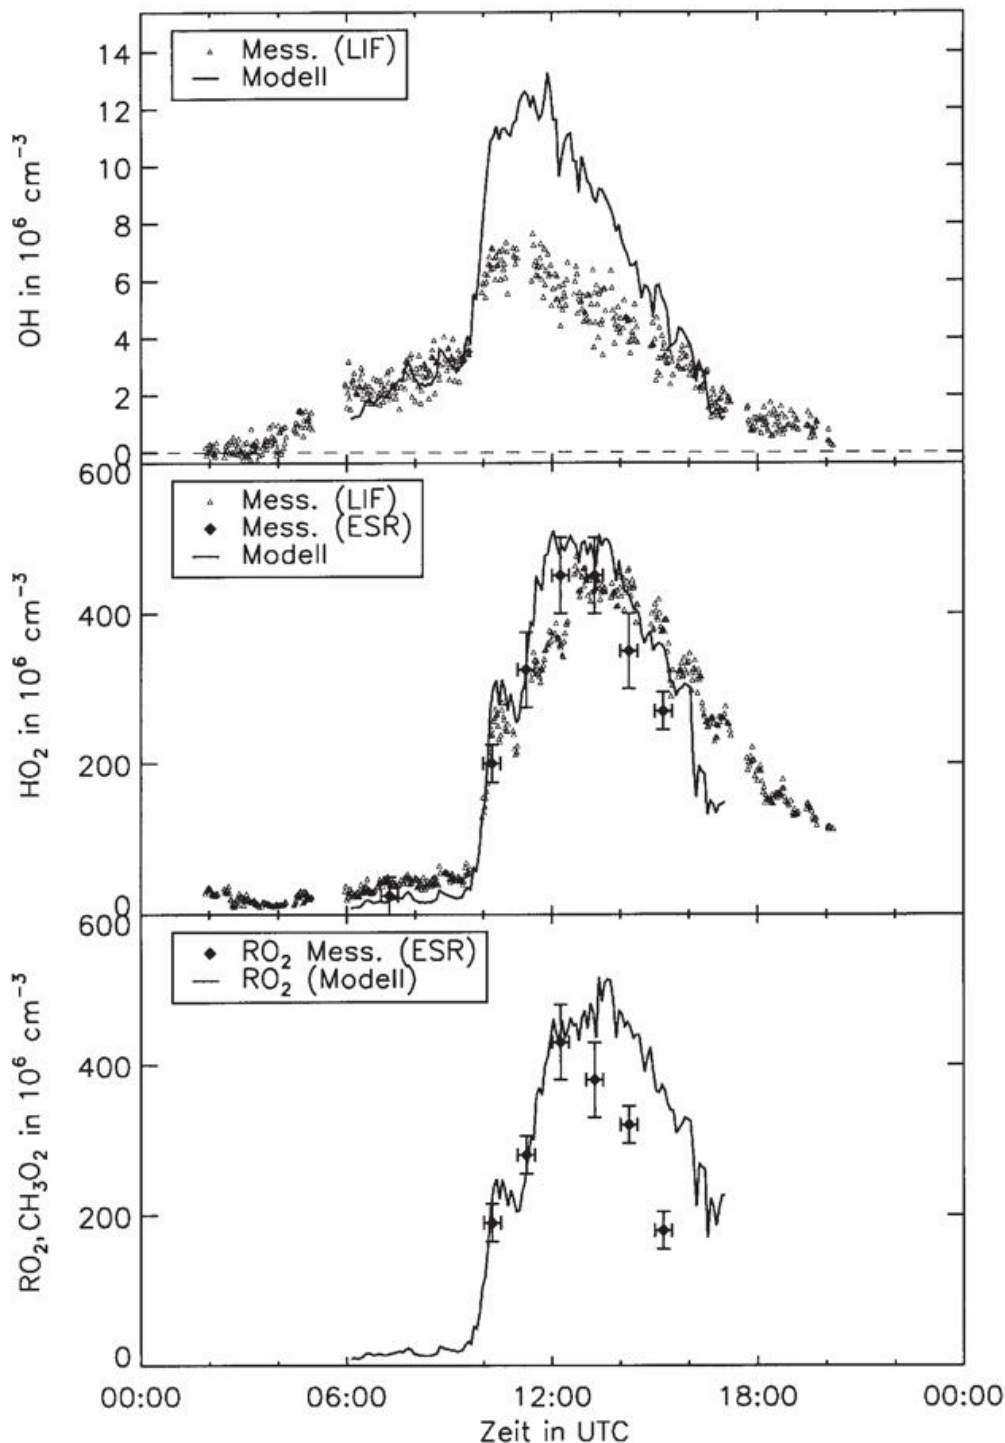 14
12
10
8
6
4
2
0
OH in 10⁶ cm⁻³
Mess. (LIF)
Modell
600
400
200
0
HO₂ in 10⁶ cm⁻³
Mess. (LIF)
Mess. (ESR)
Modell
600
400
200
0
RO₂,CH₃O₂ in 10⁶ cm⁻³
RO₂ Mess. (ESR)
RO₂ (Modell)
00:00 06:00 12:00 18:00 00:00
Zeit in UTC